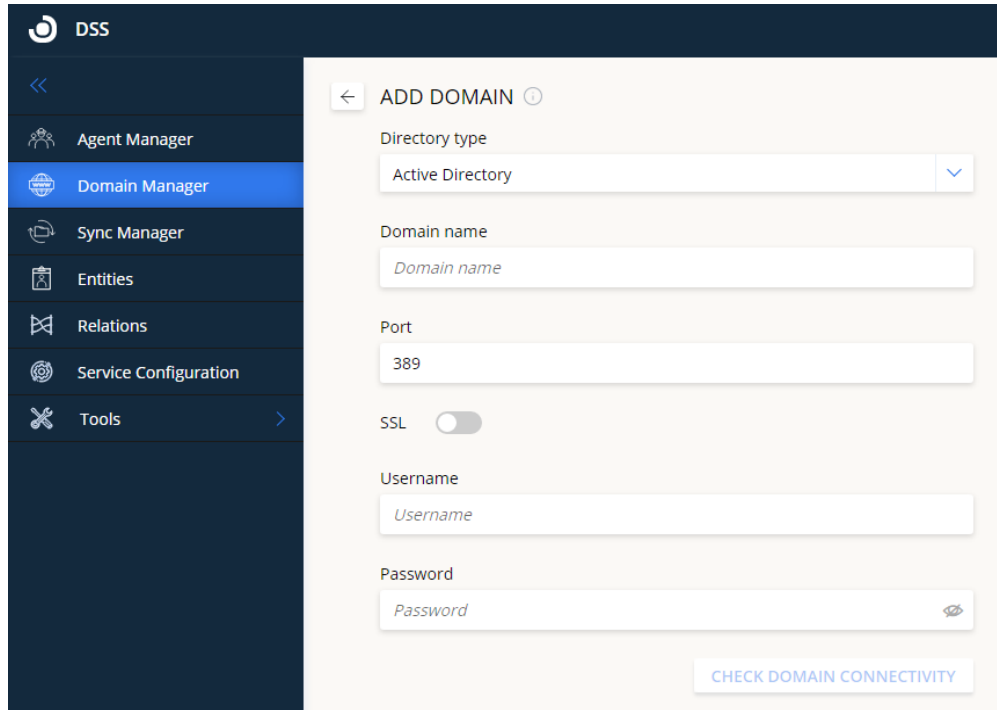 DSS
Agent Manager
Domain Manager
Sync Manager
Entities
Relations
Service Configuration
Tools
ADD DOMAIN
Directory type
Active Directory
Domain name
Domain name
Port
389
SSL
Username
Username
Password
Password
CHECK DOMAIN CONNECTIVITY